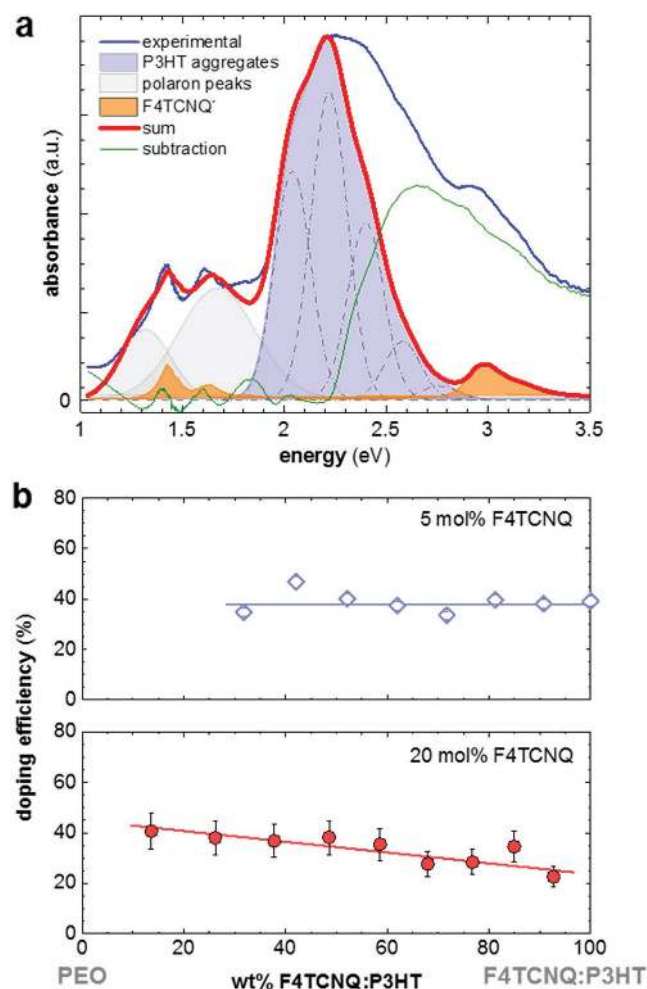 a
experimental
P3HT aggregates
polaron peaks
F4TCNQ-
sum
subtraction
absorbance (a.u.)
0
1 1.5 2 2.5 3 3.5
energy (eV)
b
80
60
40
20
0
5 mol% F4TCNQ
doping efficiency (%)
80
60
40
20
0
20 mol% F4TCNQ
0 20 40 60 80 100
PEO wt% F4TCNQ:P3HT F4TCNQ:P3HT